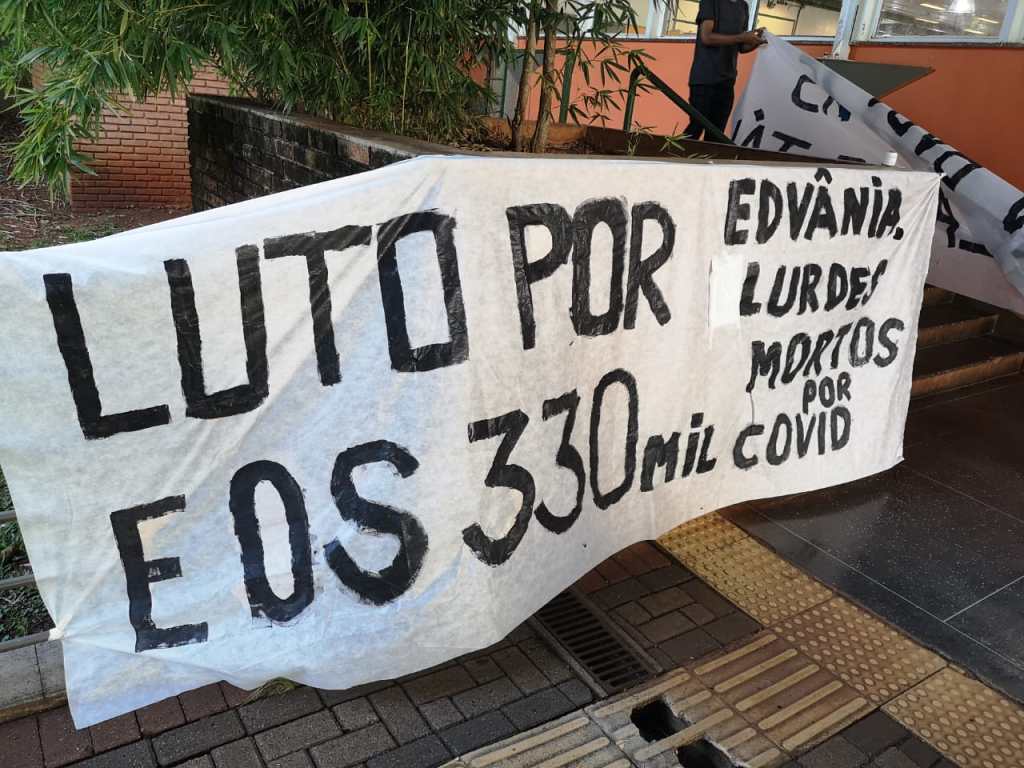 LUTO POR
EDVÂNIA.
LURDES
E OS 330 MIL
MORTOS
POR
COVID